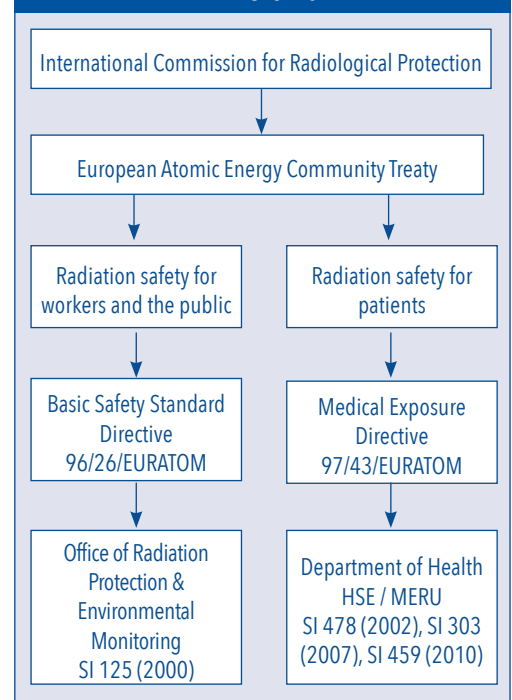 International Commission for Radiological Protection
European Atomic Energy Community Treaty
Radiation safety for
workers and the public
Radiation safety for
patients
Basic Safety Standard
Directive
96/26/EURATOM
Medical Exposure
Directive
97/43/EURATOM
Office of Radiation
Protection &
Environmental
Monitoring
SI 125 (2000)
Department of Health
HSE / MERU
SI 478 (2002), SI 303
(2007), SI 459 (2010)